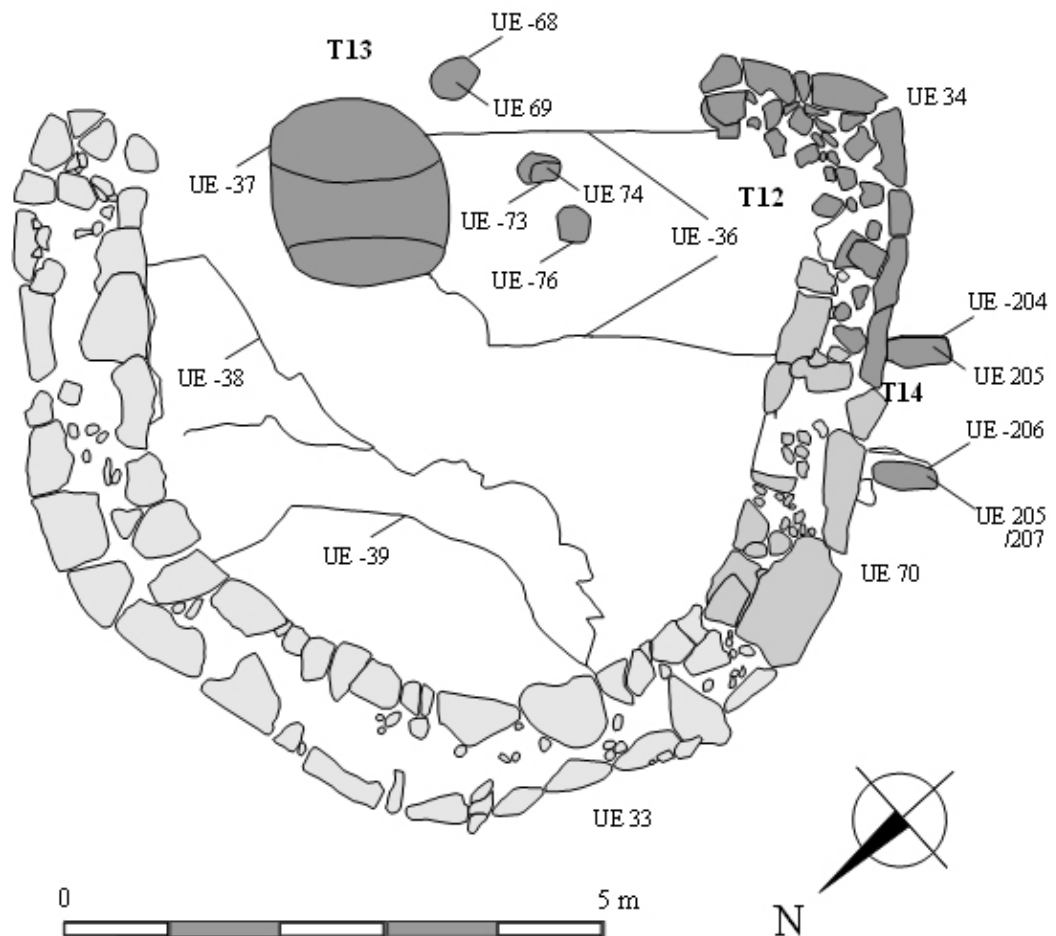 UE -68
T13
UE 69
UE 34
UE -37
UE 74
T12
UE -73
UE -36
UE -76
UE -204
UE -38
UE 205
T14
UE -206
UE 205
/207
UE -39
UE 70
UE 33
0
5 m
N